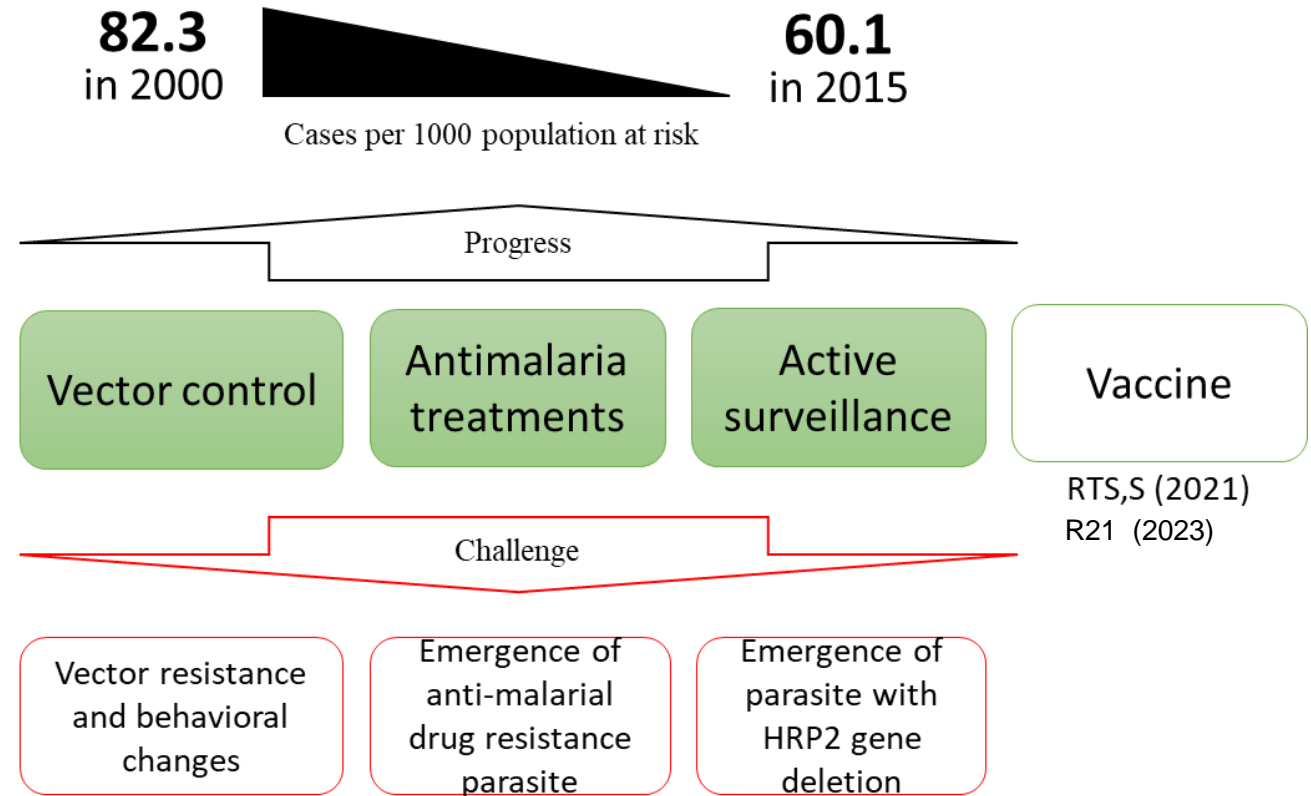 82.3
in 2000
60.1
in 2015
Cases per 1000 population at risk
Progress
Vector control
Antimalaria
treatments
Active
surveillance
Vaccine
RTS,S (2021)
R21 (2023)
Challenge
Vector resistance
and behavioral
changes
Emergence of
anti-malarial
drug resistance
parasite
Emergence of
parasite with
HRP2 gene
deletion